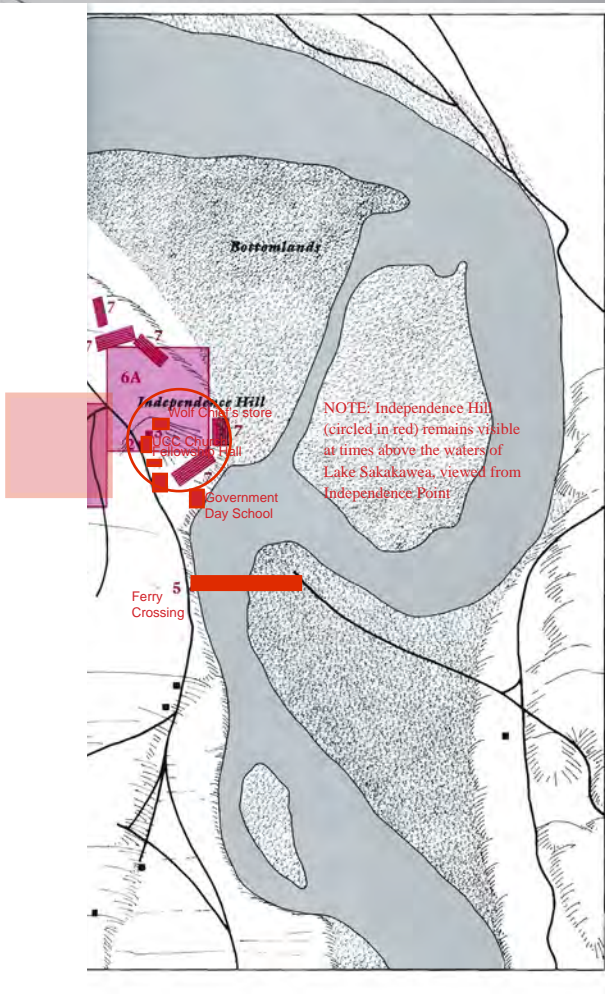 Bottomlands
7
7
7
6A
Independence Hill
Wolf Chief's store
3
7
2
UCC Church
Fellowship Hall
7
Government
Day School
NOTE: Independence Hill
(circled in red) remains visible
at times above the waters of
Lake Sakakawea, viewed from
Independence Point
5
Ferry
Crossing